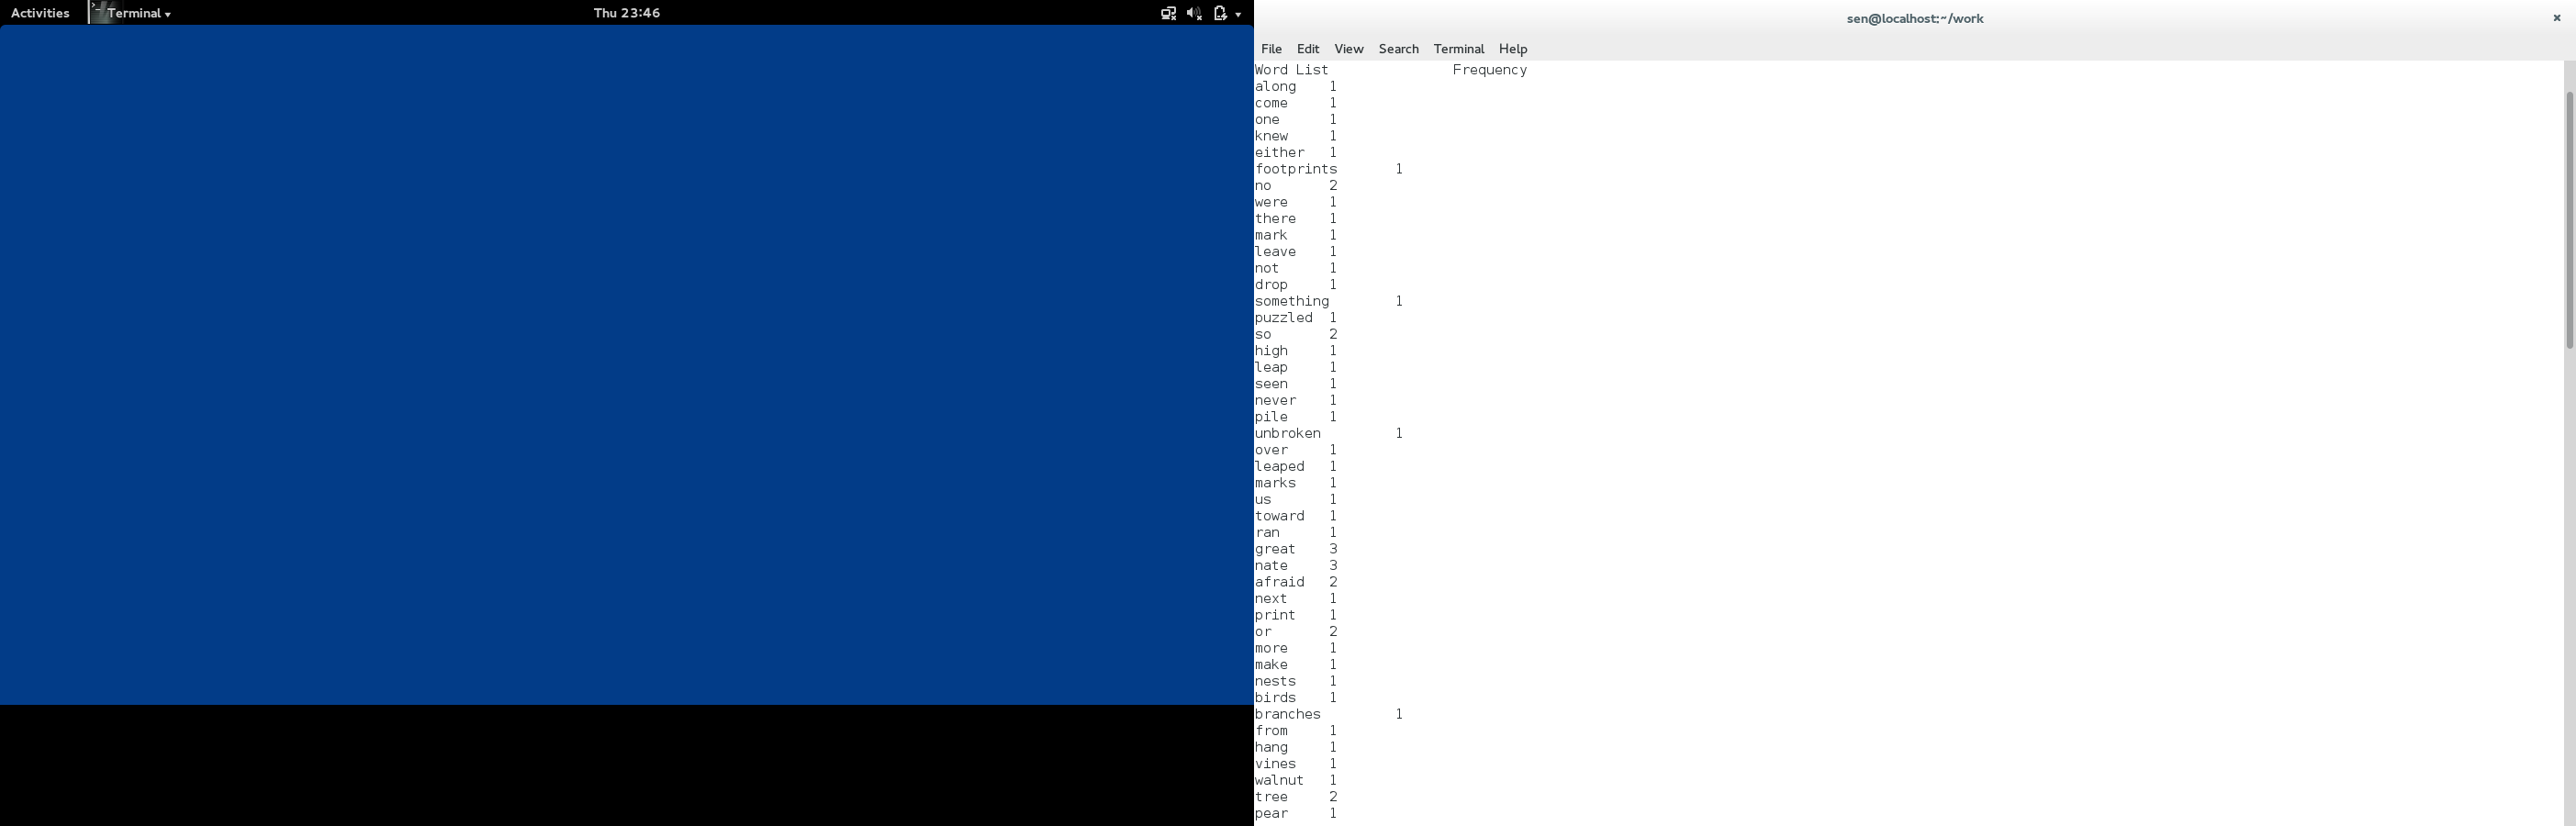 Activities Terminal Thu 23:46
sen@localhost:~/work
File Edit View Search Terminal Help
Word List Frequency
along 1
come 1
one 1
knew 1
either 1
footprints 1
no 2
were 1
there 1
mark 1
leave 1
not 1
drop 1
something 1
puzzled 1
so 2
high 1
leap 1
seen 1
never 1
pile 1
unbroken 1
over 1
leaped 1
marks 1
us 1
toward 1
ran 1
great 3
nate 3
afraid 2
next 1
print 1
or 2
more 1
make 1
nests 1
birds 1
branches 1
from 1
hang 1
vines 1
walnut 1
tree 2
pear 1